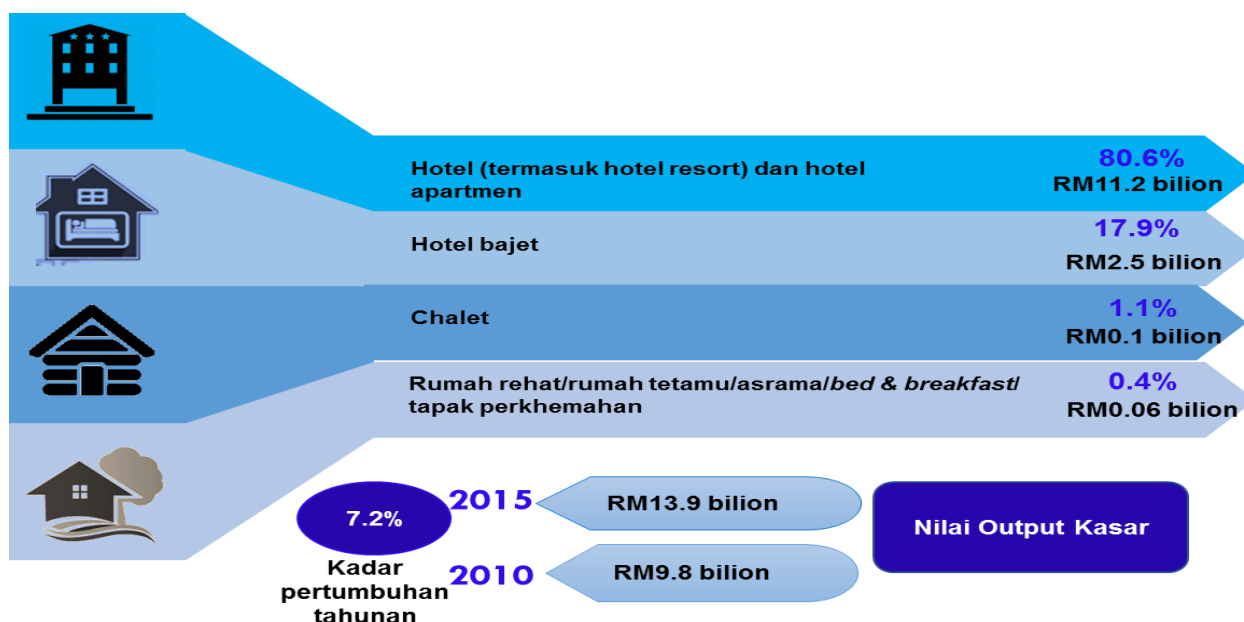 Hotel (termasuk hotel resort) dan hotel
apartmen
80.6%
RM11.2 bilion
Hotel bajet
17.9%
RM2.5 bilion
Chalet
1.1%
RM0.1 bilion
Rumah rehat/rumah tetamu/asrama/bed & breakfast/
tapak perkhemahan
0.4%
RM0.06 bilion
7.2%
Kadar
pertumbuhan
tahunan
2015
RM13.9 bilion
2010
RM9.8 bilion
Nilai Output Kasar